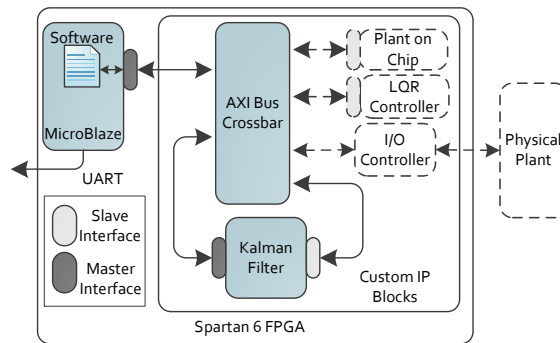 Software
MicroBlaze
UART
Slave
Interface
Master
Interface
AXI Bus
Crossbar
Kalman
Filter
Plant on
Chip
LQR
Controller
I/O
Controller
Physical
Plant
Custom IP
Blocks
Spartan 6 FPGA